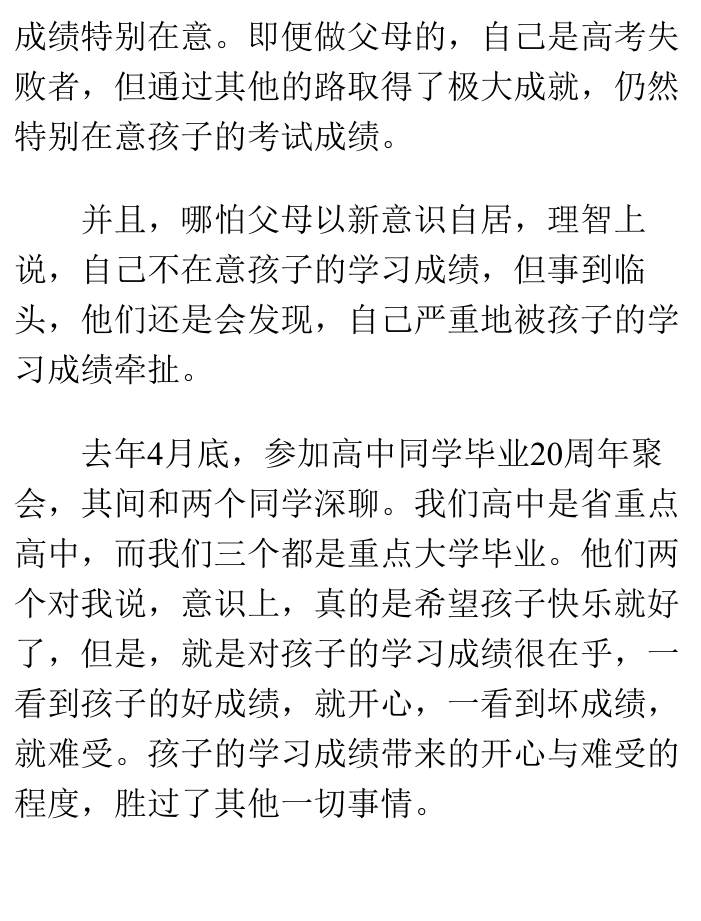 成绩特别在意。即便做父母的，自己是高考失
败者，但通过其他的路取得了极大成就，仍然
特别在意孩子的考试成绩。
并且，哪怕父母以新意识自居，理智上
说，自己不在意孩子的学习成绩，但事到临
头，他们还是会发现，自己严重地被孩子的学
习成绩牵扯。
去年4月底，参加高中同学毕业20周年聚
会，其间和两个同学深聊。我们高中是省重点
高中，而我们三个都是重点大学毕业。他们两
个对我说，意识上，真的是希望孩子快乐就好
了，但是，就是对孩子的学习成绩很在乎，一
看到孩子的好成绩，就开心，一看到坏成绩，
就难受。孩子的学习成绩带来的开心与难受的
程度，胜过了其他一切事情。